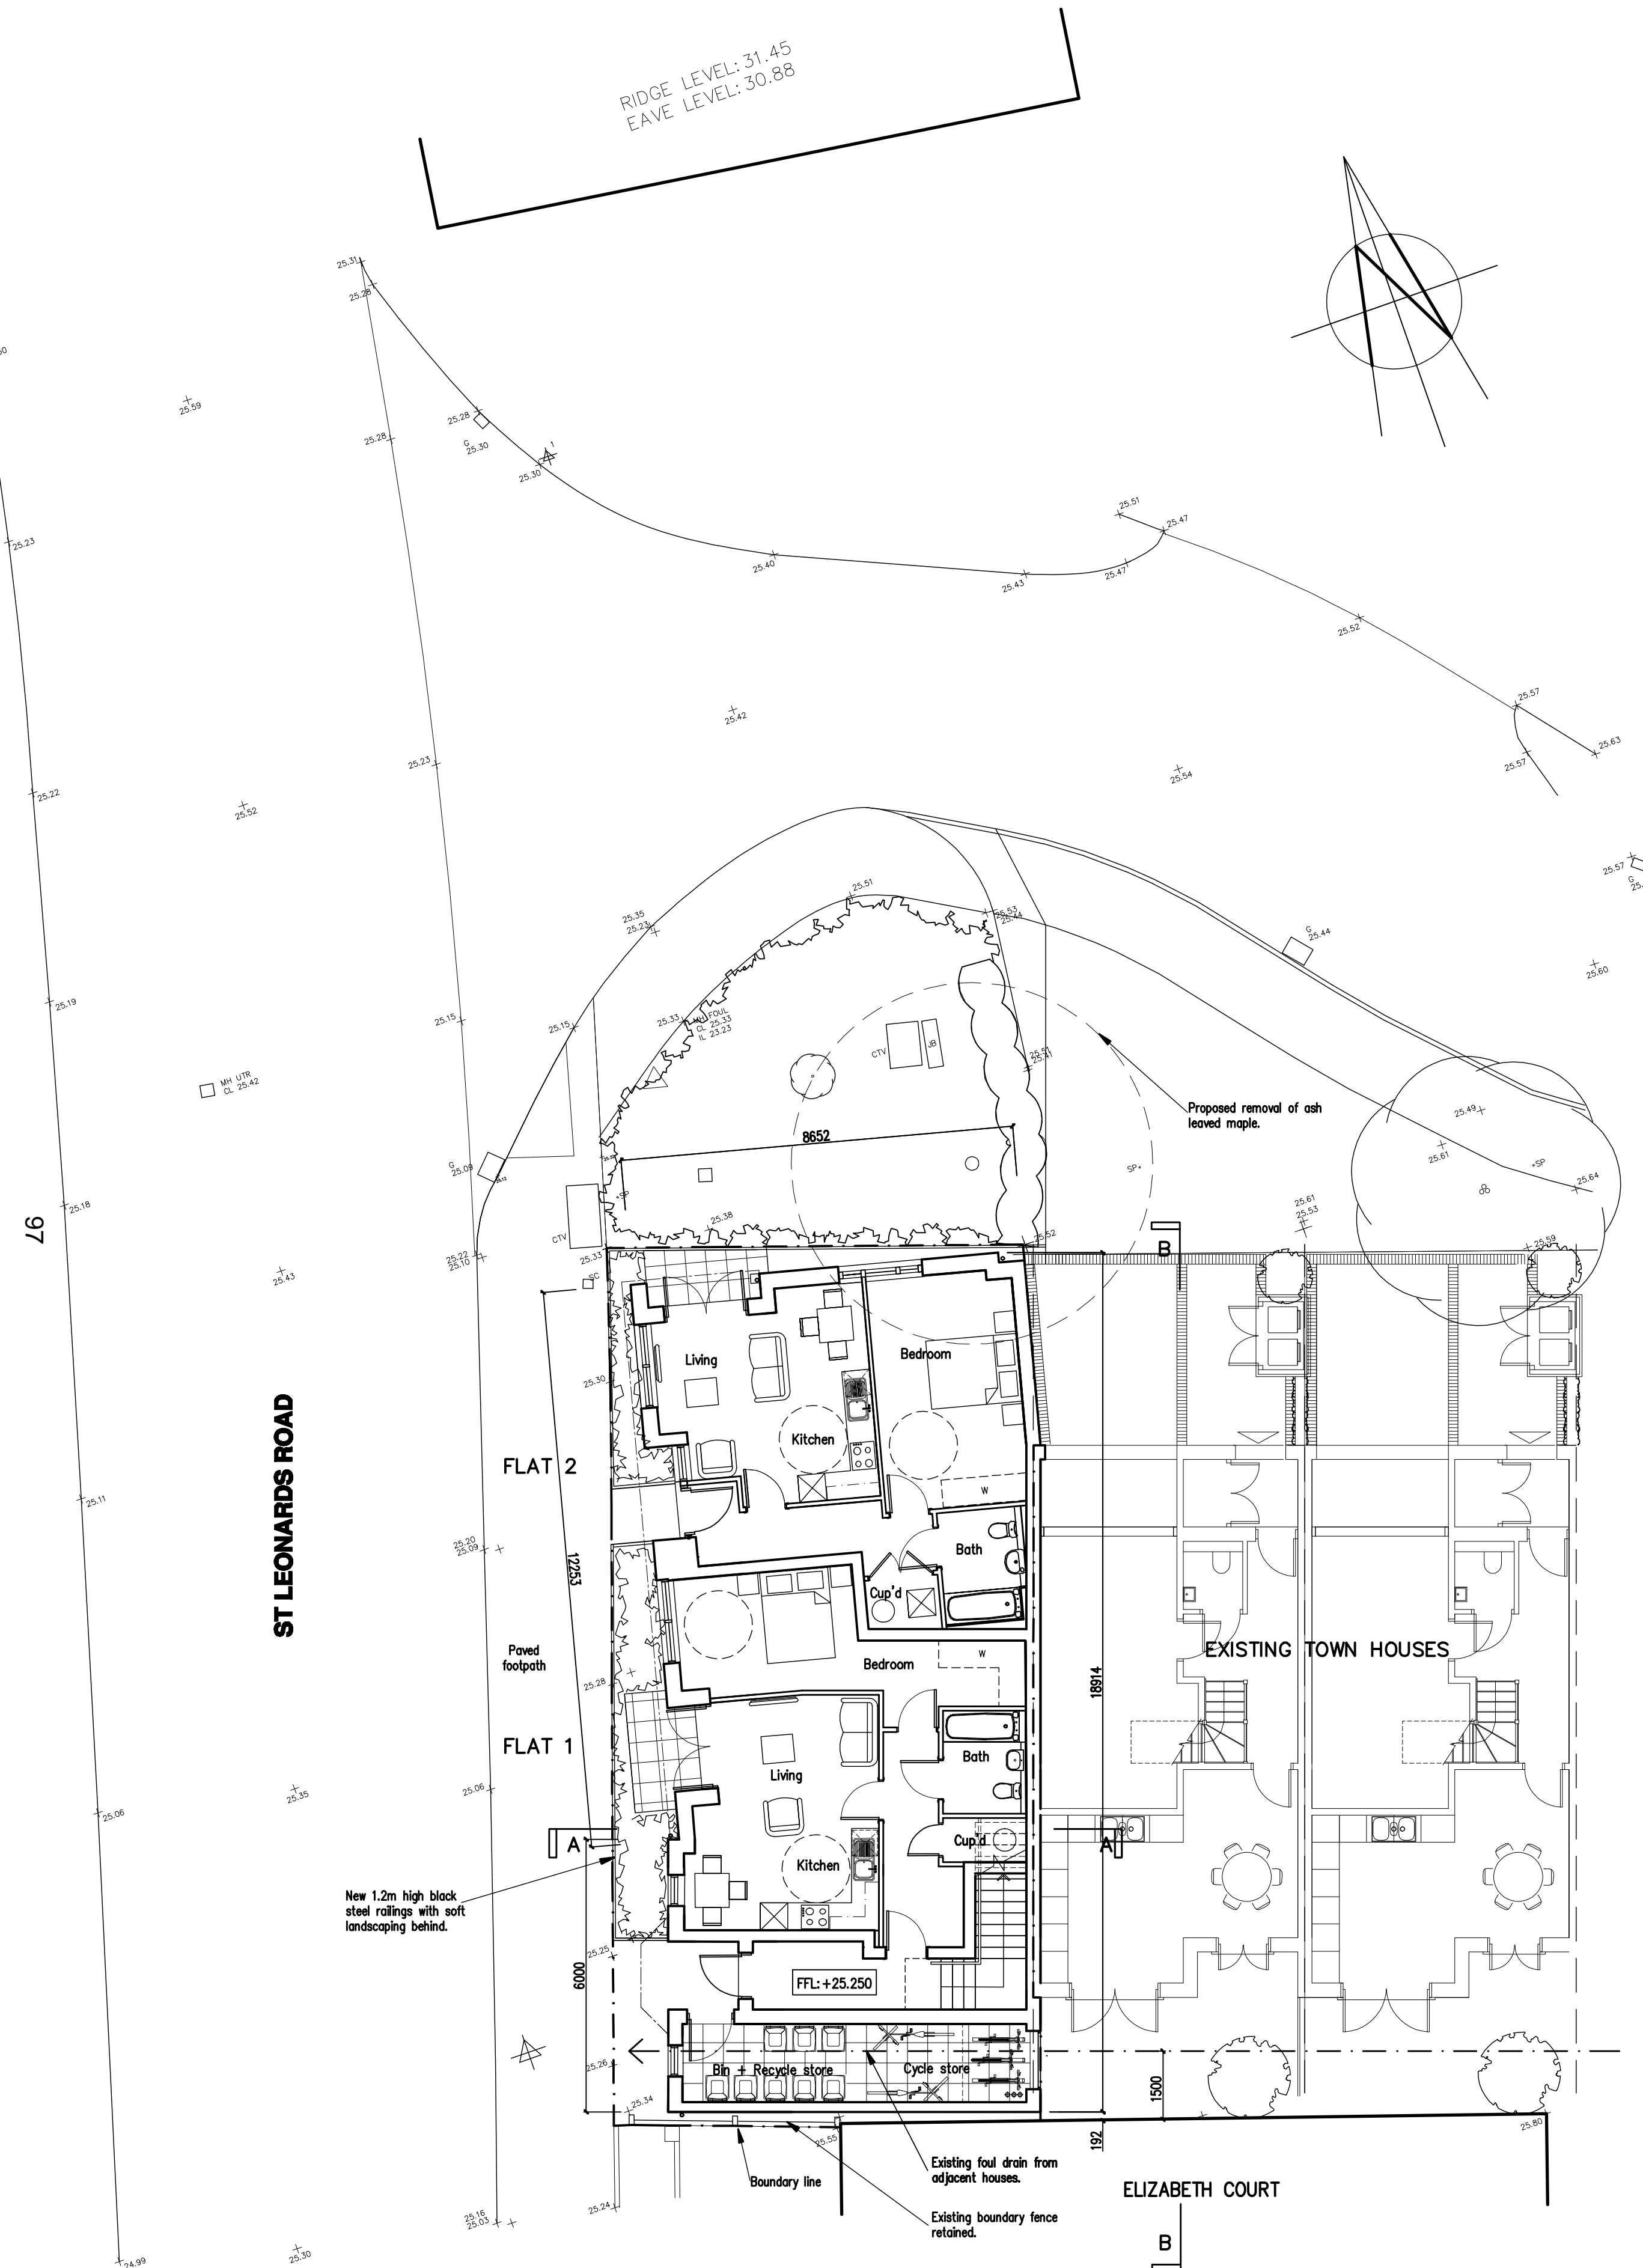 RIDGE LEVEL: 31.45
EAVE LEVEL: 30.88
25.31
25.28
25.59
25.28
25.28
G
25.30
1
25.30
25.23
25.51
25.47
25.40
25.43
25.47
25.52
25.42
25.57
25.63
25.57
25.23
25.54
25.22
25.52
25.51
25.57
G
25.35
25.23
25.53
25.44
G
25.44
25.60
25.19
25.15
25.15
25.33
MH FOUL
CL 25.33
IL 23.23
CTV
JB
25.51
25.41
MH UTR
CL 25.42
Proposed removal of ash
leaved maple.
25.49
25.61
SP
25.64
8652
G
25.09
SP
SP
25.61
25.53
97
25.18
25.38
25.52
25.59
CTV
25.33
25.22
25.10
B
SC
25.43
Living
Bedroom
25.30
Kitchen
ST LEONARDS ROAD
FLAT 2
W
25.11
25.20
25.09
Bath
12253
Cup'd
Paved
footpath
EXISTING TOWN HOUSES
W
Bedroom
25.28
18914
FLAT 1
Bath
Living
25.06
25.35
25.06
A
Cup'd
A
Kitchen
New 1.2m high black
steel railings with soft
landscaping behind.
25.25
6000
FFL:+25.250
25.26
Bin + Recycle store
Cycle store
1500
25.34
25.80
25.55
192
Existing foul drain from
adjacent houses.
Boundary line
ELIZABETH COURT
25.24
25.16
25.03
Existing boundary fence
retained.
B
24.99
25.30